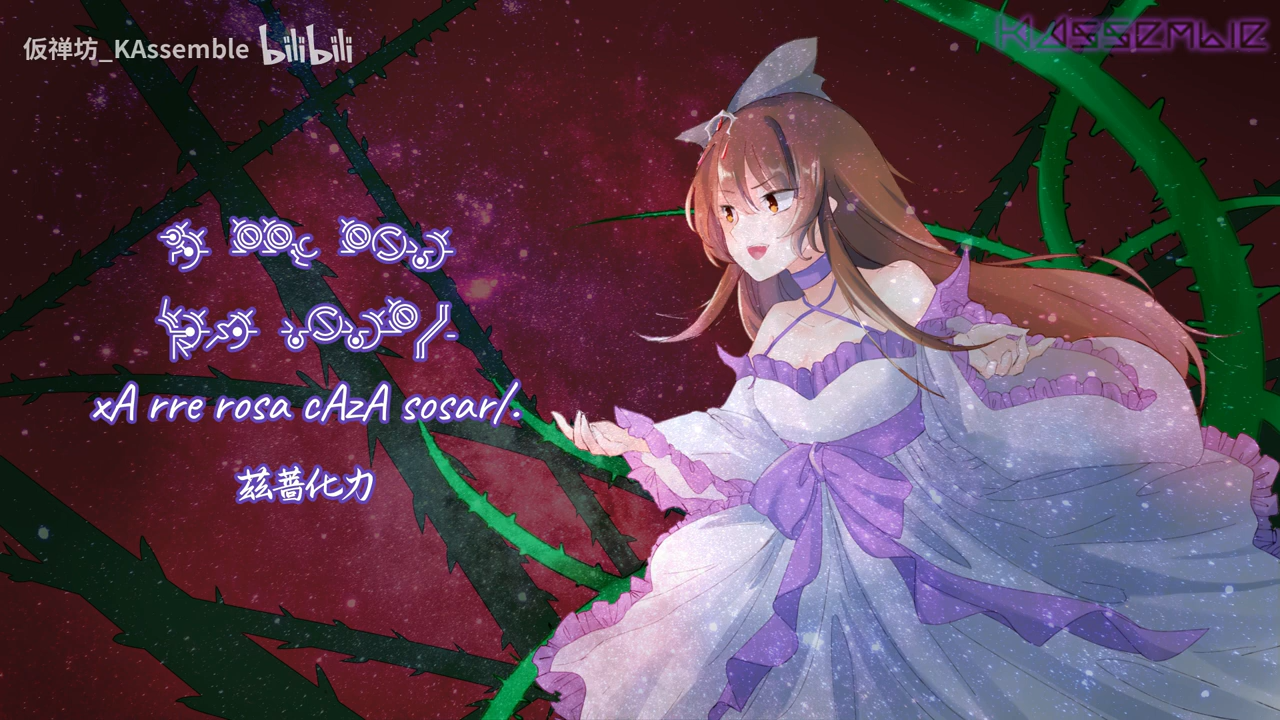 仮禅坊_KAssemble bilibili
KAssemble
xA rre rosa cAzA sosar/.
兹蔷化力